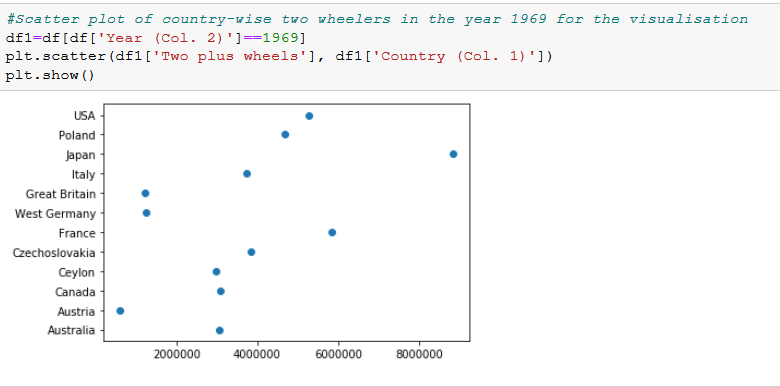 #Scatter plot of country-wise two wheelers in the year 1969 for the visualisation
df1=df[df['Year (Col. 2)']==1969]
plt.scatter(df1['Two plus wheels'], df1['Country (Col. 1)'])
plt.show()
USA
Poland
Japan
Italy
Great Britain
West Germany
France
Czechoslovakia
Ceylon
Canada
Austria
Australia
2000000 4000000 6000000 8000000